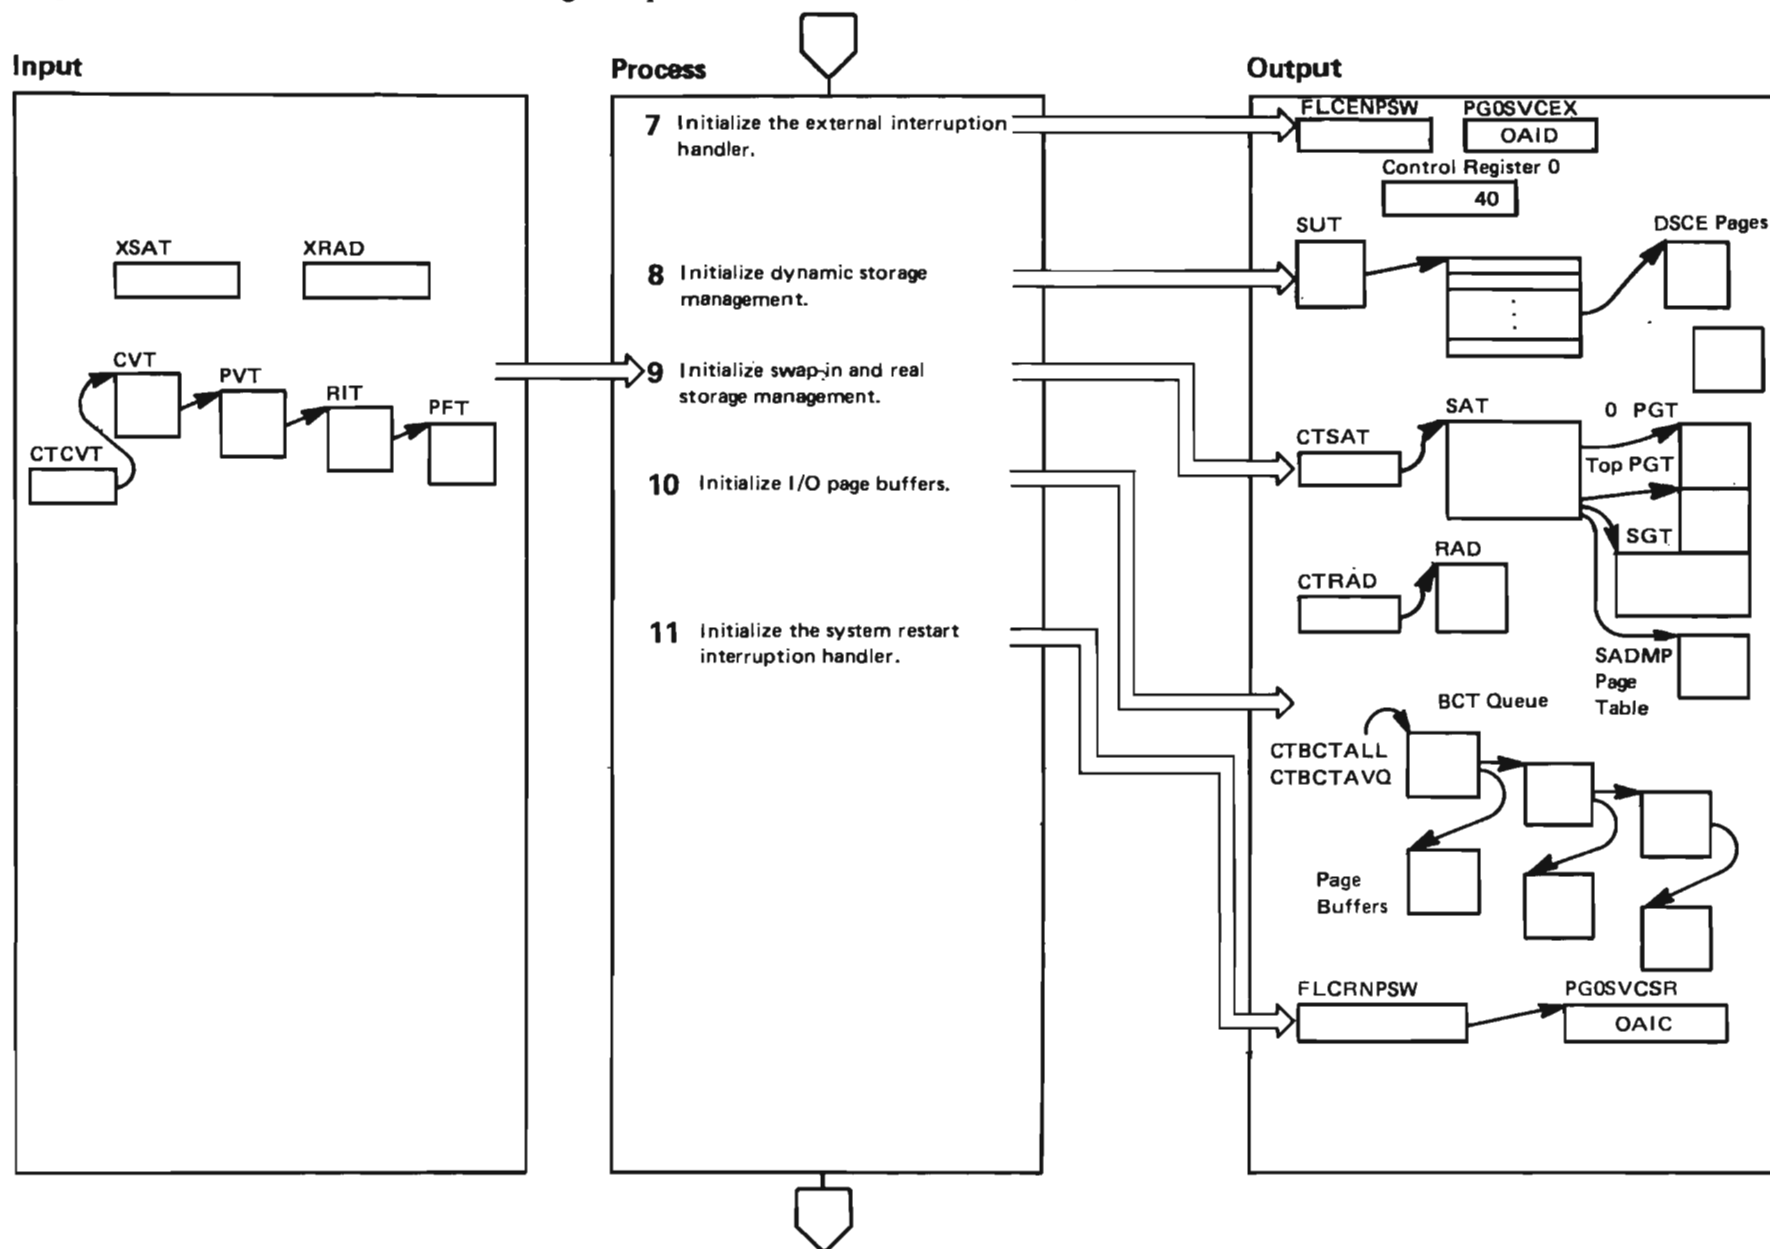 Input
Process
Output
XSAT
XRAD
CVT
PVT
RIT
PFT
CTCVT
7 Initialize the external interruption
handler.
8 Initialize dynamic storage
management.
9 Initialize swap-in and real
storage management.
10 Initialize I/O page buffers.
11 Initialize the system restart
interruption handler.
FLCENPSW
PG0SVCEX
OAID
Control Register 0
40
SUT
DSCE Pages
SAT
0 PGT
CTSAT
Top PGT
SGT
RAD
CTRAD
SADMP
Page
Table
BCT Queue
CTBCTALL
CTBCTAVQ
Page
Buffers
FLCRNPSW
PG0SVCSR
OAIC